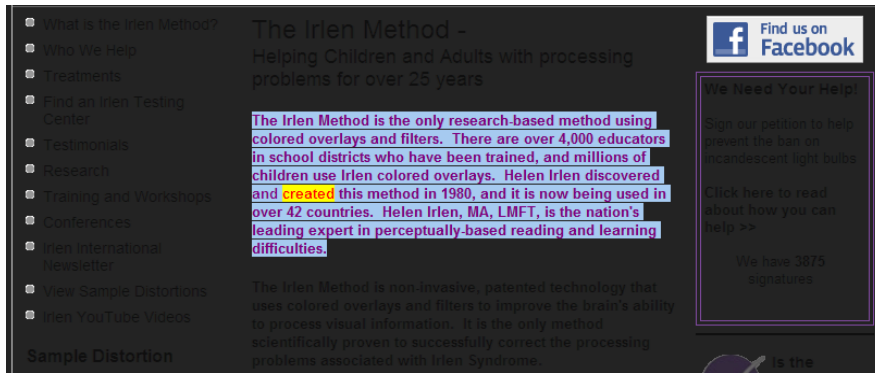 What is the Irlen Method?
Who We Help
Treatments
Find an Irlen Testing
Center
Testimonials
Research
Training and Workshops
Conferences
Irlen International
Newsletter
View Sample Distortions
Irlen YouTube Videos
Sample Distortion
The Irlen Method -
Helping Children and Adults with processing
problems for over 25 years
The Irlen Method is the only research-based method using
colored overlays and filters. There are over 4,000 educators
in school districts who have been trained, and millions of
children use Irlen colored overlays. Helen Irlen discovered
and created this method in 1980, and it is now being used in
over 42 countries. Helen Irlen, MA, LMFT, is the nation's
leading expert in perceptually-based reading and learning
difficulties.
The Irlen Method is non-invasive, patented technology that
uses colored overlays and filters to improve the brain's ability
to process visual information. It is the only method
scientifically proven to successfully correct the processing
problems associated with Irlen Syndrome.
f Find us on
Facebook
We Need Your Help!
Sign our petition to help
prevent the ban on
incandescent light bulbs
Click here to read
about how you can
help >>
We have 3875
signatures
Is the